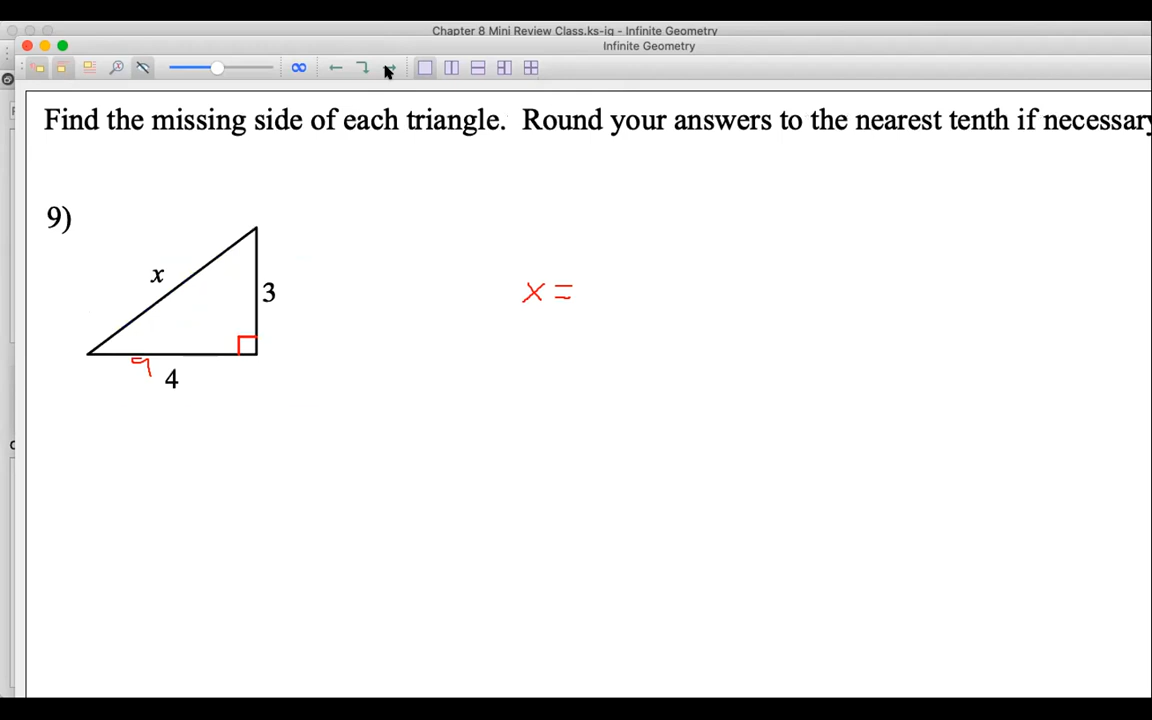 Chapter 8 Mini Review Class.ks-ig - Infinite Geometry
Infinite Geometry
Find the missing side of each triangle. Round your answers to the nearest tenth if necessary
9)
x
3
x =
9
4